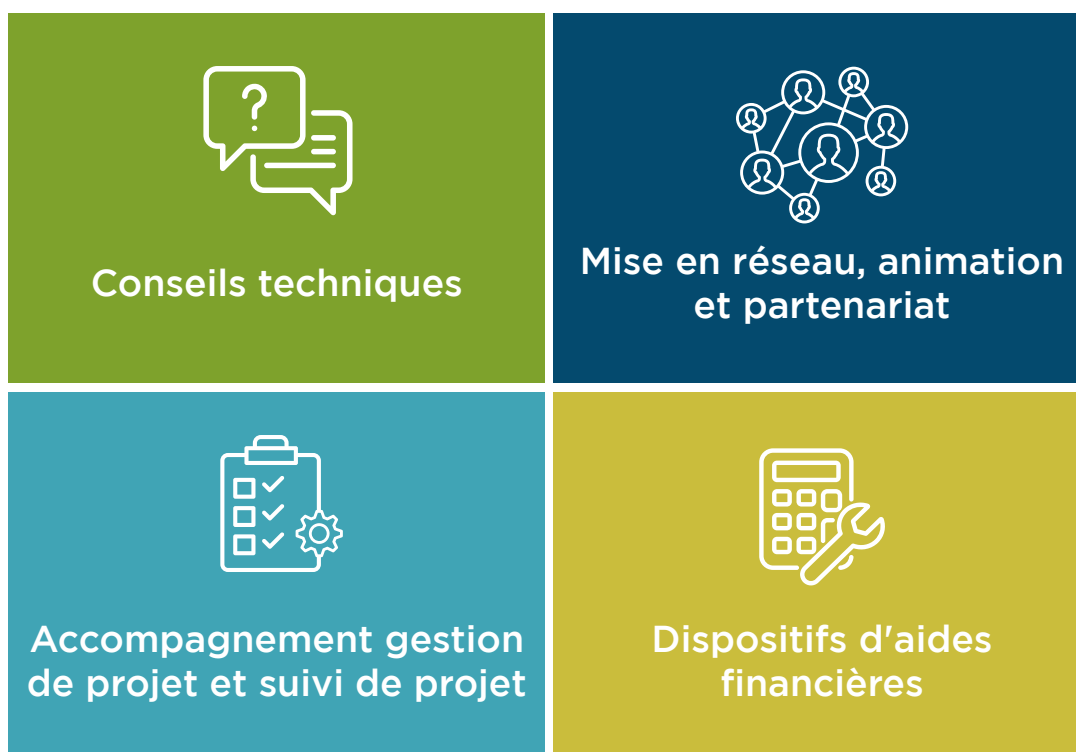 ?
Conseils techniques
Mise en réseau, animation
et partenariat
Accompagnement gestion
de projet et suivi de projet
Dispositifs d'aides
financières